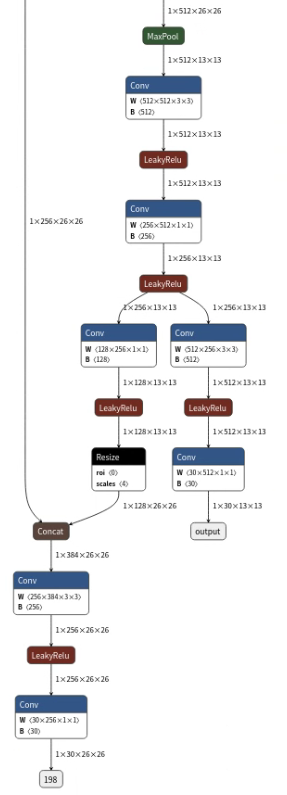 1×512×26×26
MaxPool
1×512×13×13
Conv
W ⟨512×512×3×3⟩
B ⟨512⟩
1×512×13×13
LeakyRelu
1×512×13×13
Conv
W ⟨256×512×1×1⟩
B ⟨256⟩
1×256×26×26
1×256×13×13
LeakyRelu
1×256×13×13
1×256×13×13
Conv
W ⟨128×256×1×1⟩
B ⟨128⟩
Conv
W ⟨512×256×3×3⟩
B ⟨512⟩
1×128×13×13
1×512×13×13
LeakyRelu
LeakyRelu
1×128×13×13
1×512×13×13
Resize
roi ⟨0⟩
scales ⟨4⟩
Conv
W ⟨30×512×1×1⟩
B ⟨30⟩
1×128×26×26
1×30×13×13
Concat
output
1×384×26×26
Conv
W ⟨256×384×3×3⟩
B ⟨256⟩
1×256×26×26
LeakyRelu
1×256×26×26
Conv
W ⟨30×256×1×1⟩
B ⟨30⟩
1×30×26×26
198